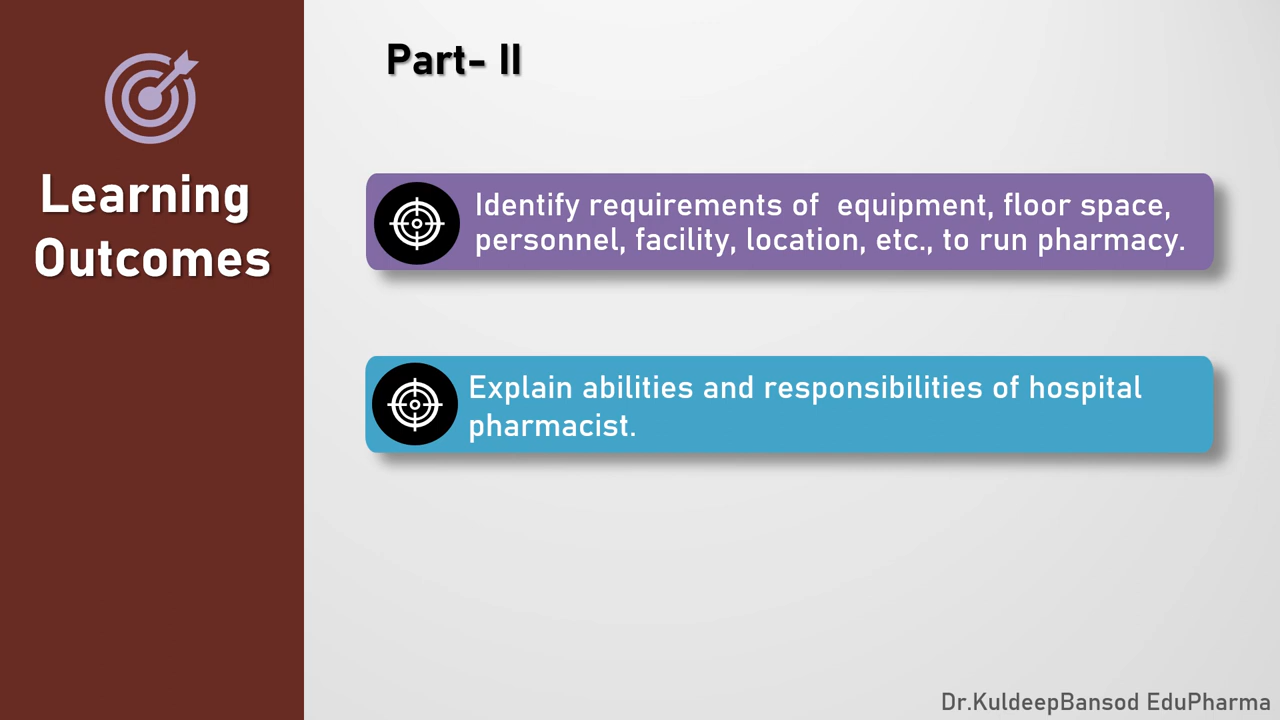 Learning
Outcomes
Part- II
Identify requirements of  equipment, floor space,
personnel, facility, location, etc., to run pharmacy.
Explain abilities and responsibilities of hospital
pharmacist.
Dr.KuldeepBansod EduPharma